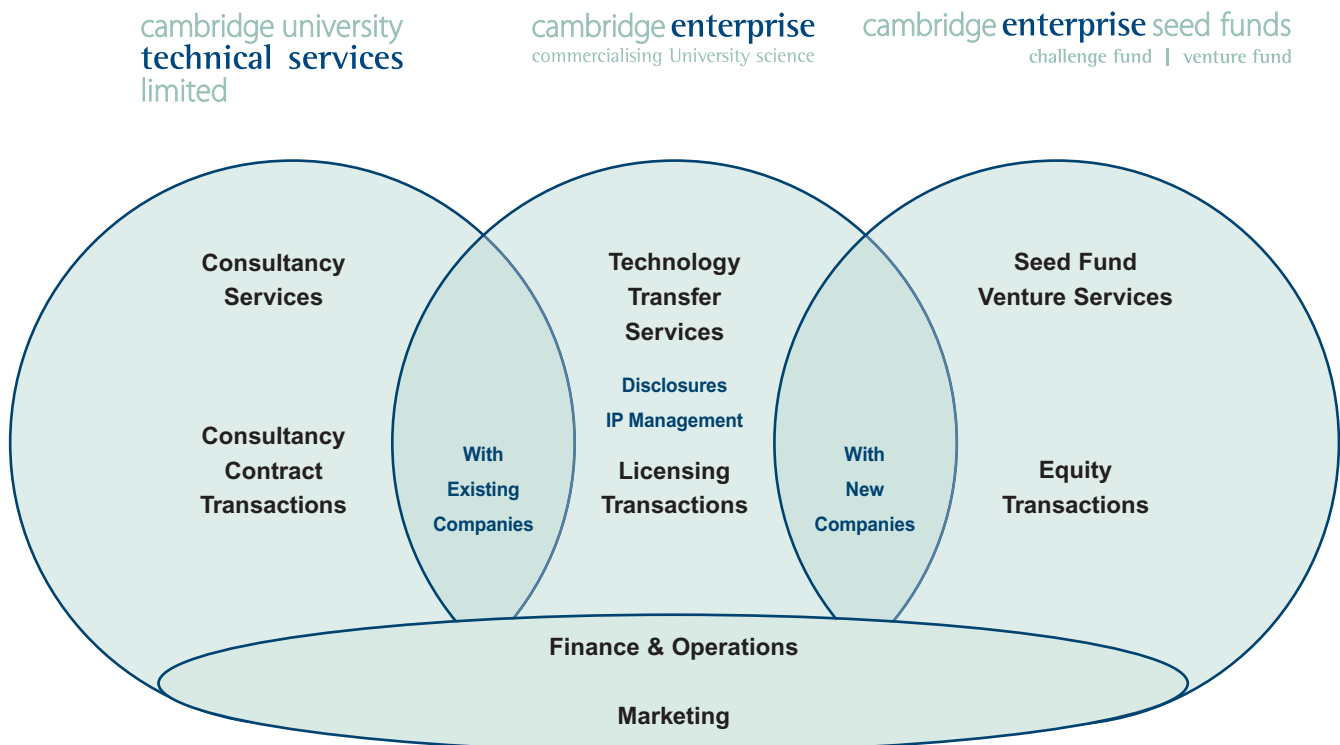 cambridge university
technical services
limited
cambridge enterprise
commercialising University science
cambridge enterprise seed funds
challenge fund | venture fund
Consultancy
Services
Consultancy
Contract
Transactions
With
Existing
Companies
Technology
Transfer
Services
Disclosures
IP Management
Licensing
Transactions
With
New
Companies
Seed Fund
Venture Services
Equity
Transactions
Finance & Operations
Marketing